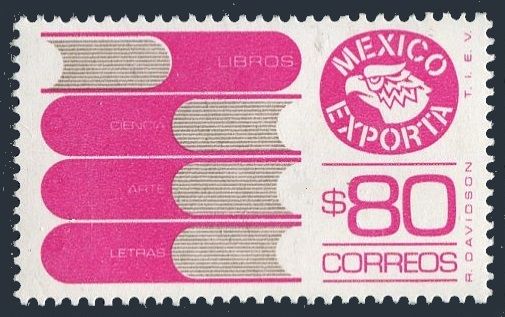 LIBROS
CIENCIA
ARTE
LETRAS
MEXICO
EXPORTA
$80
CORREOS
R. DAVIDSON T.I.E.V.